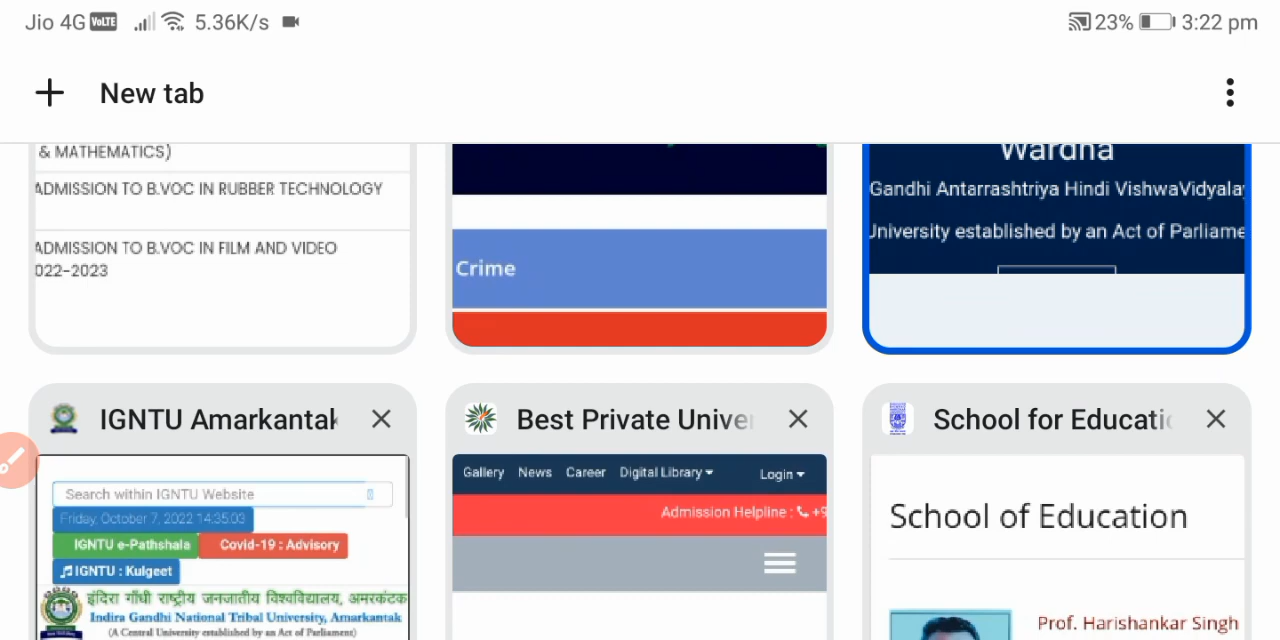 Jio 4G VoLTE 5.36K/s 23% 3:22 pm
New tab
& MATHEMATICS)
ADMISSION TO B.VOC IN RUBBER TECHNOLOGY
ADMISSION TO B.VOC IN FILM AND VIDEO
022-2023
Crime
Wardha
Gandhi Antarrashtriya Hindi VishwaVidyalay
University established by an Act of Parliame
IGNTU Amarkantak
Search within IGNTU Website
Friday, October 7, 2022 14:35:03
IGNTU e-Pathshala Covid-19 : Advisory
IGNTU : Kulgeet
इंदिरा गाँधी राष्ट्रीय जनजातीय विश्वविद्यालय, अमरकंटक
Indira Gandhi National Tribal University, Amarkantak
(A Central University established by an Act of Parliament)
Best Private Univer
Gallery News Career Digital Library Login
Admission Helpline : +9
School for Educatic
School of Education
Prof. Harishankar Singh